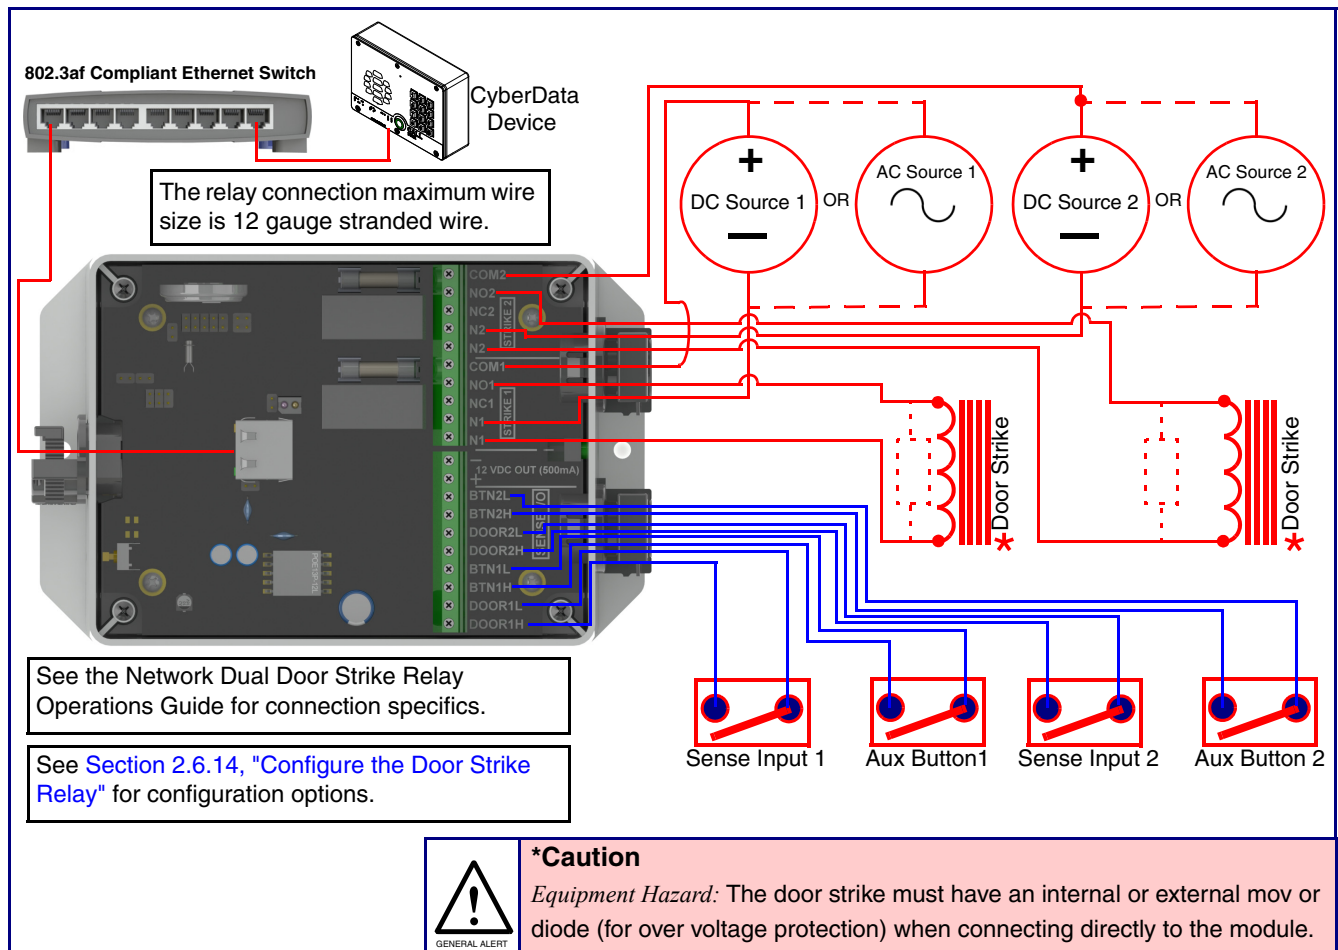 802.3af Compliant Ethernet Switch
CyberData
Device
The relay connection maximum wire
size is 12 gauge stranded wire.
+
DC Source 1
OR
AC Source 1
+
DC Source 2
OR
AC Source 2
COM2
NO2
NC2
N2
N2
STRIKE 2
COM1
NO1
NC1
N1
N1
STRIKE 1
−
12 VDC OUT (500mA)
+
BTN2L
BTN2H
DOOR2L
DOOR2H
BTN1L
BTN1H
DOOR1L
DOOR1H
SENSE I/O
POE13P-12L
*Door Strike
*Door Strike
Sense Input 1
Aux Button1
Sense Input 2
Aux Button 2
See the Network Dual Door Strike Relay
Operations Guide for connection specifics.
See Section 2.6.14, "Configure the Door Strike
Relay" for configuration options.
GENERAL ALERT
*Caution
Equipment Hazard: The door strike must have an internal or external mov or
diode (for over voltage protection) when connecting directly to the module.